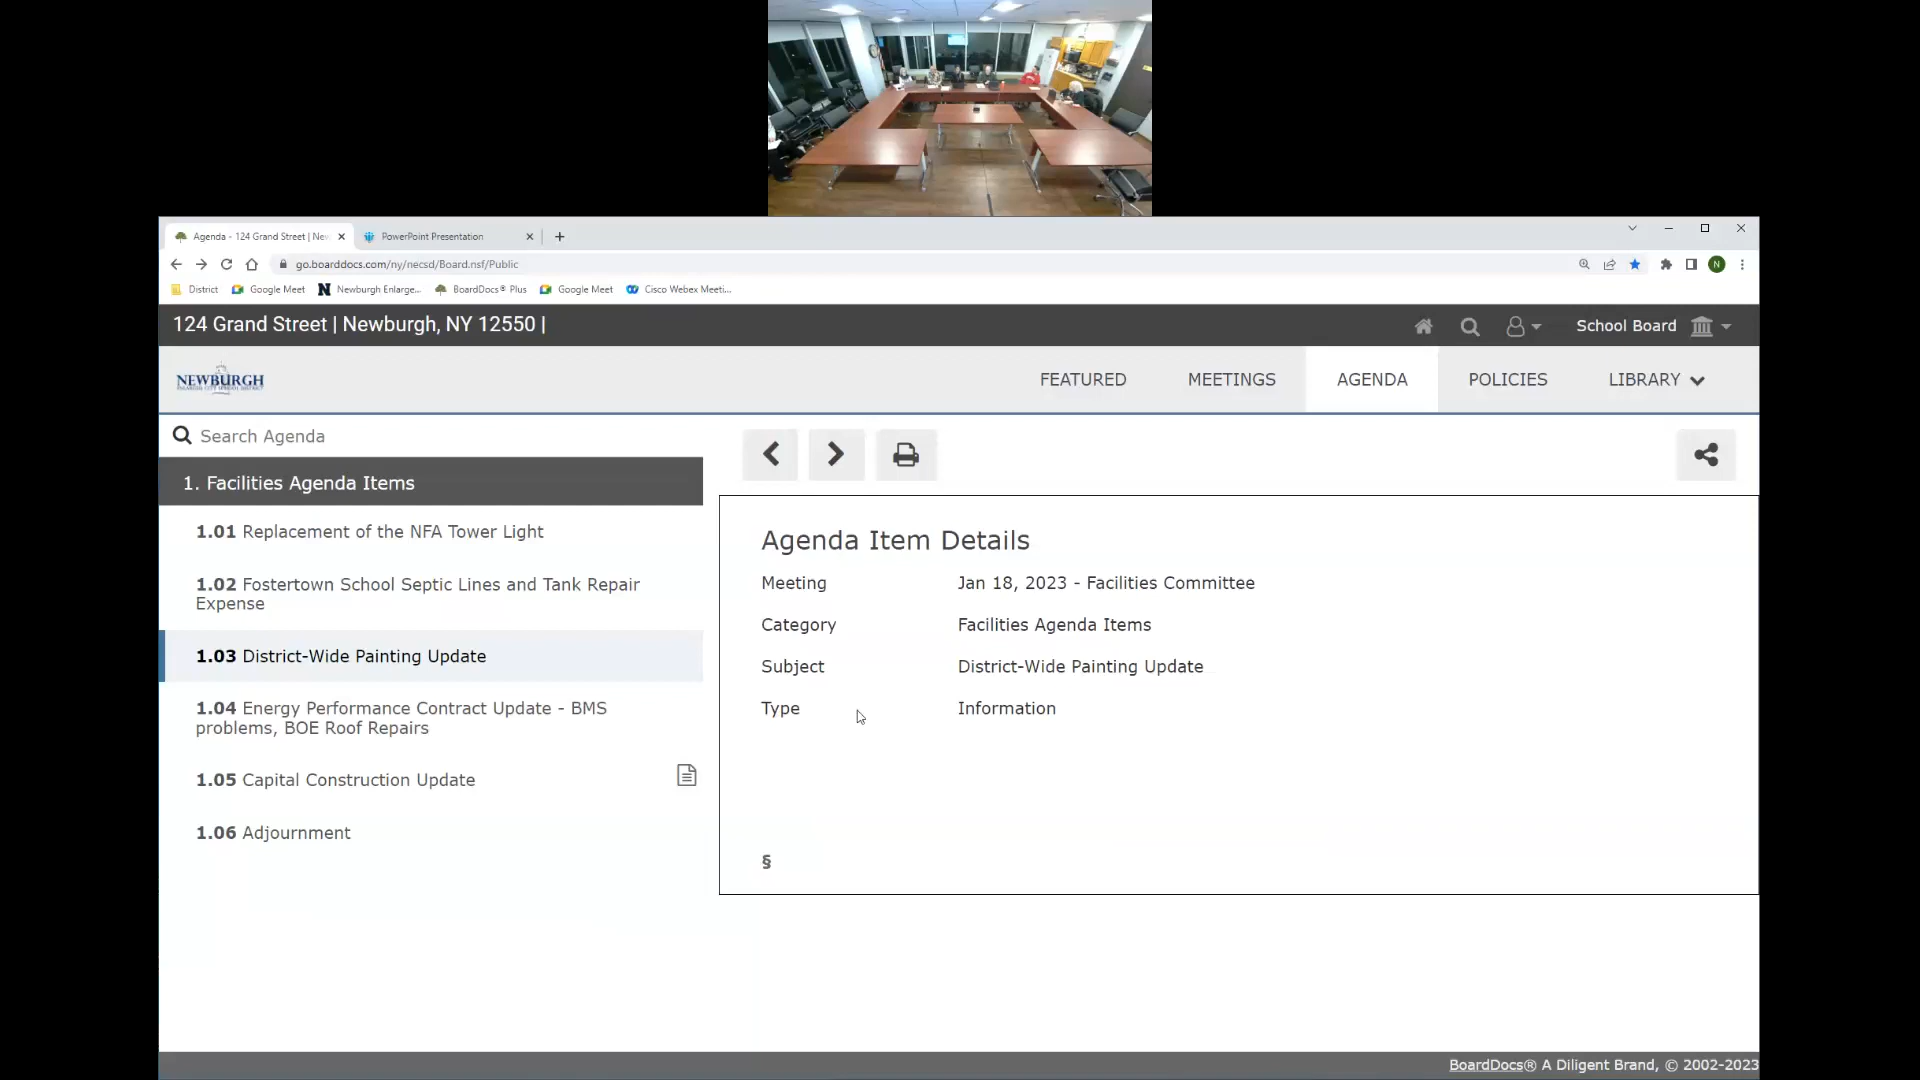 Agenda - 124 Grand Street | New
PowerPoint Presentation
go.boarddocs.com/ny/necsd/Board.nsf/Public
N
District
Google Meet
Newburgh Enlarge...
BoardDocs® Plus
Google Meet
Cisco Webex Meeti...
124 Grand Street | Newburgh, NY 12550 |
School Board
NEWBURGH
FEATURED
MEETINGS
AGENDA
POLICIES
LIBRARY
Search Agenda
1. Facilities Agenda Items
1.01 Replacement of the NFA Tower Light
1.02 Fostertown School Septic Lines and Tank Repair
Expense
1.03 District-Wide Painting Update
1.04 Energy Performance Contract Update - BMS
problems, BOE Roof Repairs
1.05 Capital Construction Update
1.06 Adjournment
Agenda Item Details
Meeting Jan 18, 2023 - Facilities Committee
Category Facilities Agenda Items
Subject District-Wide Painting Update
Type Information
§
BoardDocs® A Diligent Brand, © 2002-2023